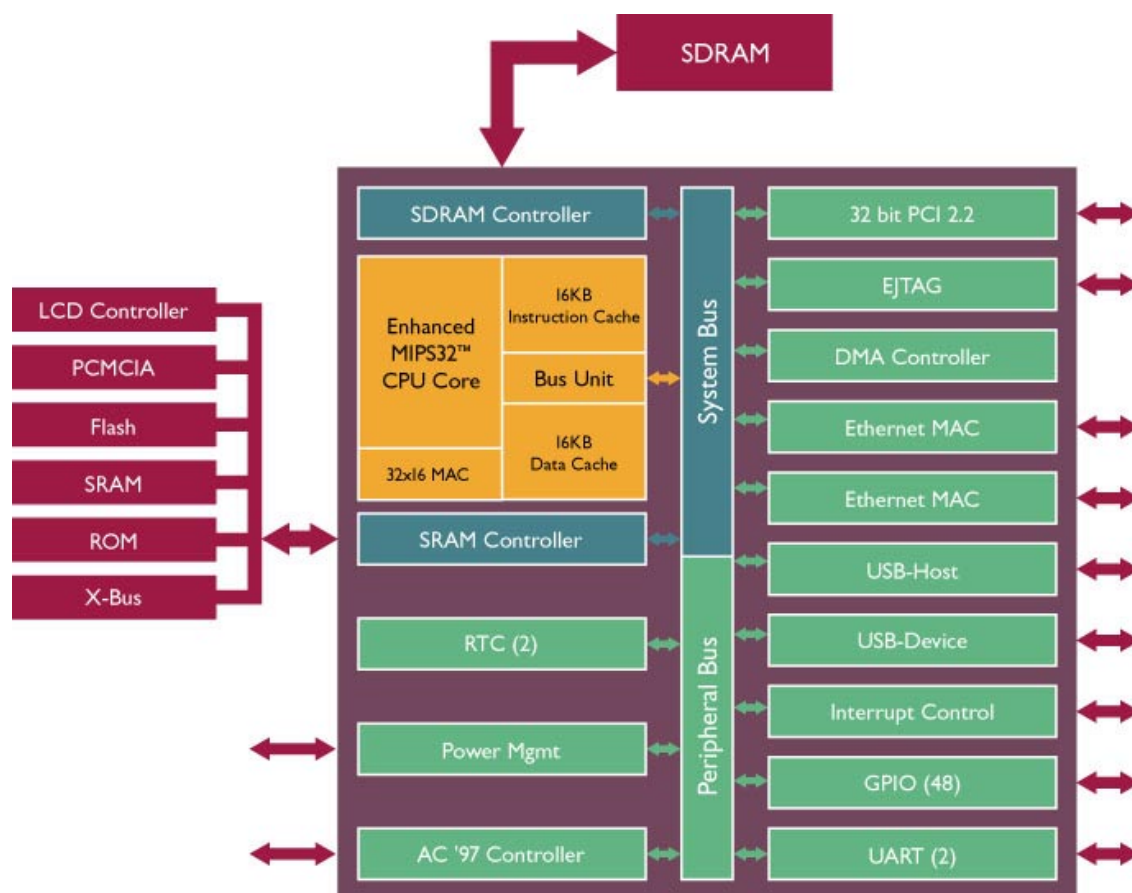 SDRAM
SDRAM Controller
32 bit PCI 2.2
16KB
Instruction Cache
EJTAG
LCD Controller
Enhanced
MIPS32™
CPU Core
DMA Controller
PCMCIA
Bus Unit
System Bus
Flash
Ethernet MAC
16KB
Data Cache
32x16 MAC
SRAM
Ethernet MAC
ROM
SRAM Controller
USB-Host
X-Bus
RTC (2)
USB-Device
Peripheral Bus
Interrupt Control
Power Mgmt
GPIO (48)
AC '97 Controller
UART (2)